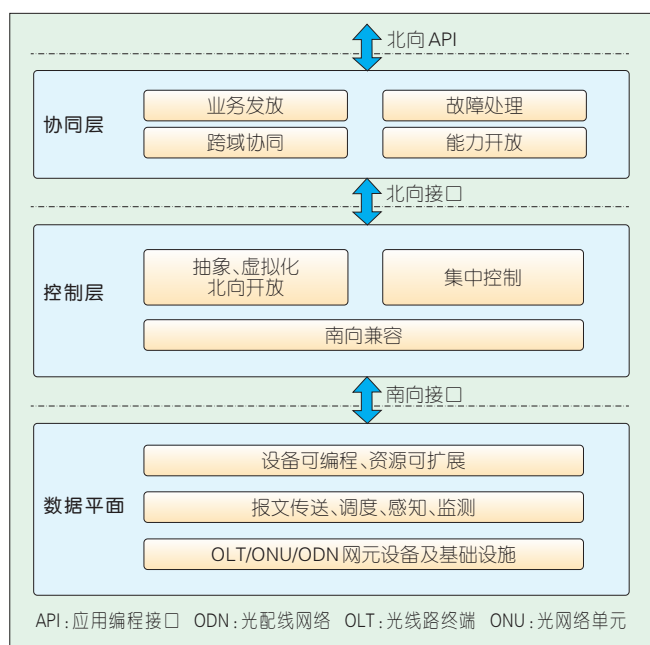 北向API
协同层
业务发放
故障处理
跨域协同
能力开放
北向接口
控制层
抽象、虚拟化
北向开放
集中控制
南向兼容
南向接口
数据平面
设备可编程、资源可扩展
报文传送、调度、感知、监测
OLT/ONU/ODN网元设备及基础设施
API:应用编程接口 ODN:光配线网络 OLT:光线路终端 ONU:光网络单元